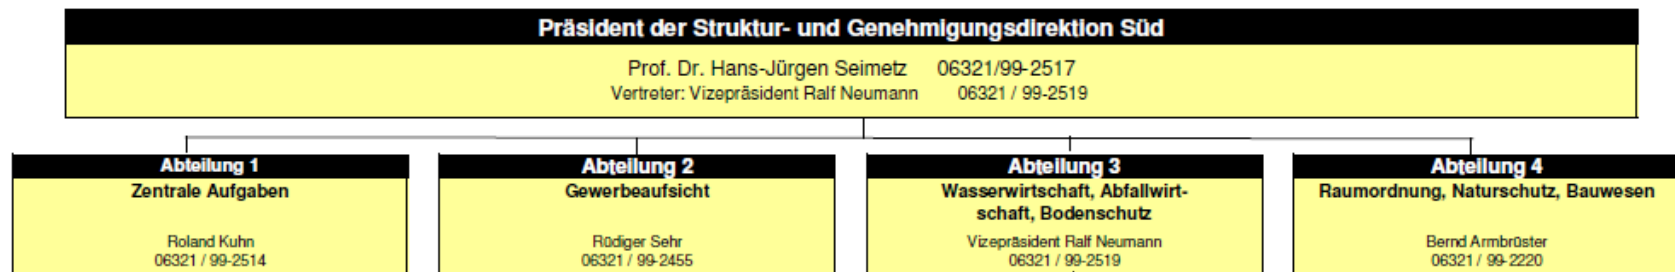 Präsident der Struktur- und Genehmigungsdirektion Süd
Prof. Dr. Hans-Jürgen Seimetz 06321/99-2517
Vertreter: Vizepräsident Ralf Neumann 06321 / 99-2519
Abteilung 1
Zentrale Aufgaben
Roland Kuhn
06321 / 99-2514
Abteilung 2
Gewerbeaufsicht
Rüdiger Sehr
06321 / 99-2455
Abteilung 3
Wasserwirtschaft, Abfallwirt-
schaft, Bodenschutz
Vizepräsident Ralf Neumann
06321 / 99-2519
Abteilung 4
Raumordnung, Naturschutz, Bauwesen
Bernd Armbrüster
06321 / 99-2220